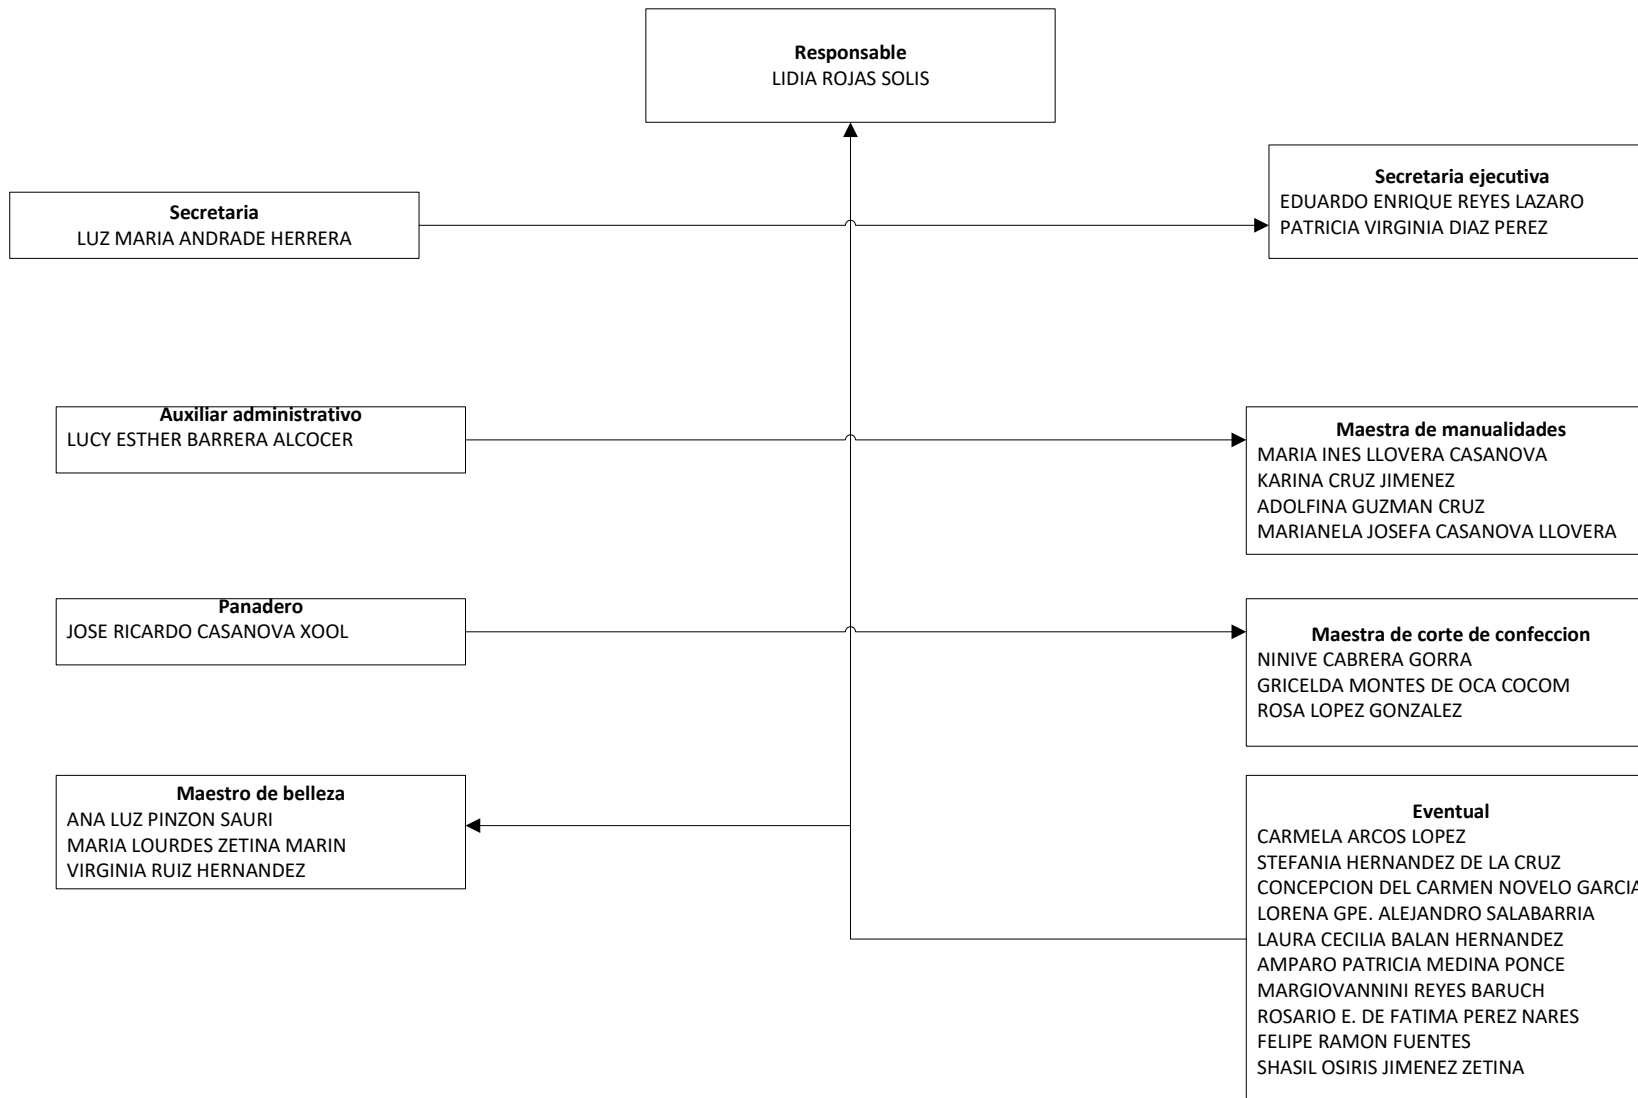 Responsable
LIDIA ROJAS SOLIS
Secretaria
LUZ MARIA ANDRADE HERRERA
Secretaria ejecutiva
EDUARDO ENRIQUE REYES LAZARO
PATRICIA VIRGINIA DIAZ PEREZ
Auxiliar administrativo
LUCY ESTHER BARRERA ALCOCER
Maestra de manualidades
MARIA INES LLOVERA CASANOVA
KARINA CRUZ JIMENEZ
ADOLFINA GUZMAN CRUZ
MARIANELA JOSEFA CASANOVA LLOVERA
Panadero
JOSE RICARDO CASANOVA XOOL
Maestra de corte de confeccion
NINIVE CABRERA GORRA
GRICELDA MONTES DE OCA COCOM
ROSA LOPEZ GONZALEZ
Maestro de belleza
ANA LUZ PINZON SAURI
MARIA LOURDES ZETINA MARIN
VIRGINIA RUIZ HERNANDEZ
Eventual
CARMELA ARCOS LOPEZ
STEFANIA HERNANDEZ DE LA CRUZ
CONCEPCION DEL CARMEN NOVELO GARCIA
LORENA GPE. ALEJANDRO SALABARRIA
LAURA CECILIA BALAN HERNANDEZ
AMPARO PATRICIA MEDINA PONCE
MARGIOVANNINI REYES BARUCH
ROSARIO E. DE FATIMA PEREZ NARES
FELIPE RAMON FUENTES
SHASIL OSIRIS JIMENEZ ZETINA